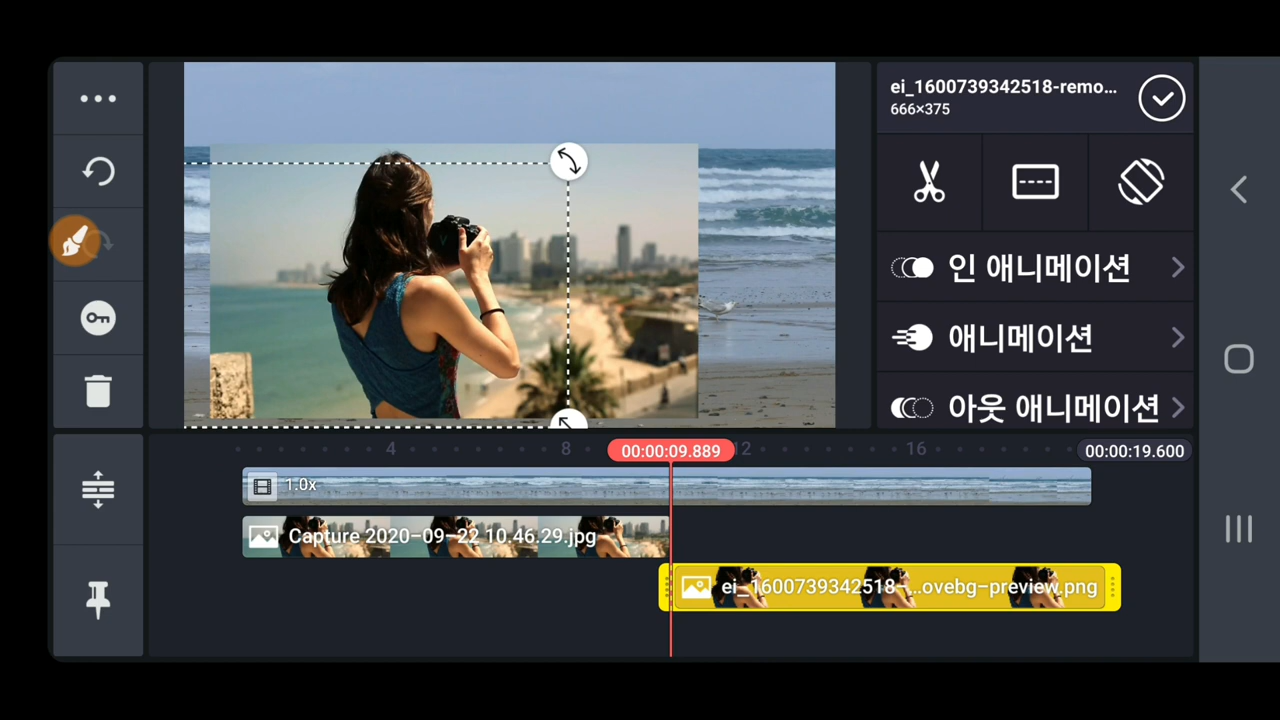 ei_1600739342518-remo...
666×375
인 애니메이션
애니메이션
아웃 애니메이션
4
8
00:00:09.889
12
16
00:00:19.600
1.0x
Capture 2020-09-22 10.46.29.jpg
ei_1600739342518-...ovebg-preview.png